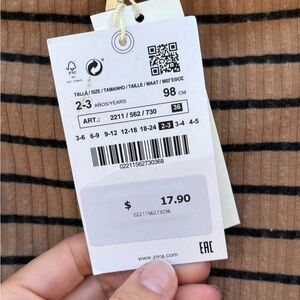 FSC
TALLA / SIZE / TAMANHO / TAILLE / MAAT / ΜΕΓΕΘΟΣ
2-3 AÑOS/YEARS 98 CM
ART.: 2211 / 562 / 730 36
3-6 6-9 9-12 12-18 18-24 2-3 3-4 4-5
02211562730368
$ 17.90
0221156273036
www.zara.com
EAC